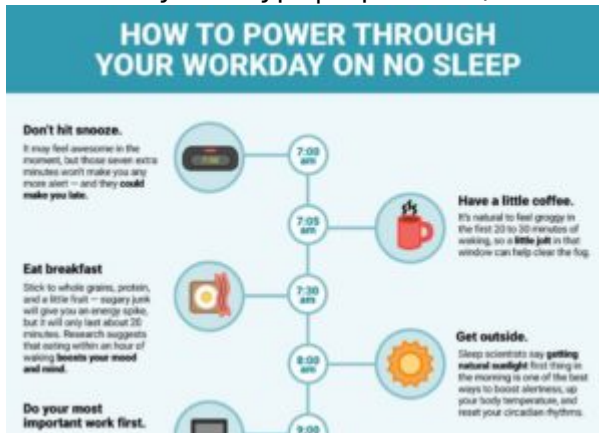 HOW TO POWER THROUGH
YOUR WORKDAY ON NO SLEEP
Don't hit snooze.
It may feel awesome in the
moment, but those seven extra
minutes won't make you any
more alert — and they could
make you late.
7:00
am
7:05
am
Have a little coffee.
It's natural to feel groggy in
the first 20 to 30 minutes of
waking, so a little jolt in that
window can help clear the fog.
Eat breakfast
Stick to whole grains, protein,
and a little fruit — sugary junk
will give you an energy spike,
but it will only last about 20
minutes. Research suggests
that eating within an hour of
waking boosts your mood
and mind.
7:30
am
8:00
am
Get outside.
Sleep scientists say getting
natural sunlight first thing in
the morning is one of the best
ways to boost alertness, up
your body temperature, and
reset your circadian rhythms.
Do your most
important work first.
9:00